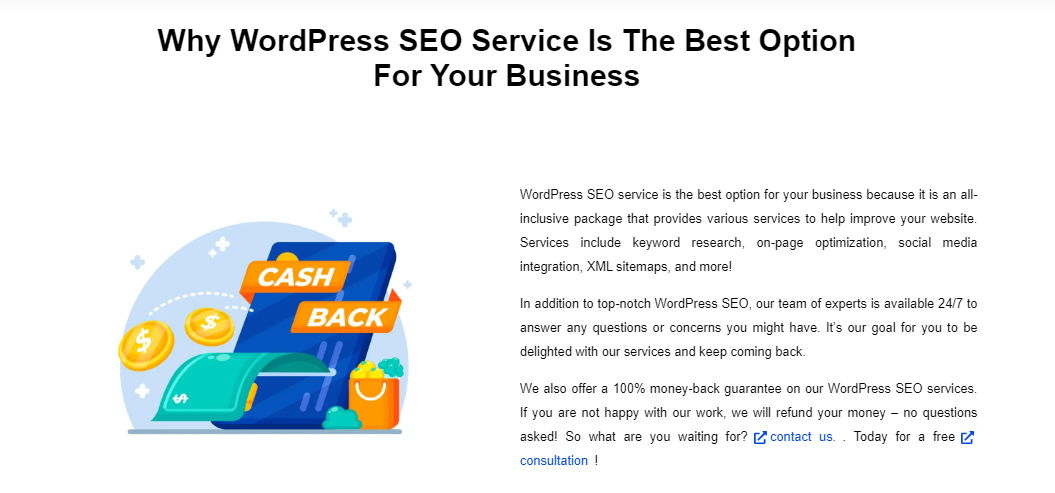 Why WordPress SEO Service Is The Best Option
For Your Business
CASH
BACK
$
$
$
WordPress SEO service is the best option for your business because it is an all-
inclusive package that provides various services to help improve your website.
Services include keyword research, on-page optimization, social media
integration, XML sitemaps, and more!
In addition to top-notch WordPress SEO, our team of experts is available 24/7 to
answer any questions or concerns you might have. It’s our goal for you to be
delighted with our services and keep coming back.
We also offer a 100% money-back guarantee on our WordPress SEO services.
If you are not happy with our work, we will refund your money – no questions
asked! So what are you waiting for? contact us. . Today for a free
consultation !